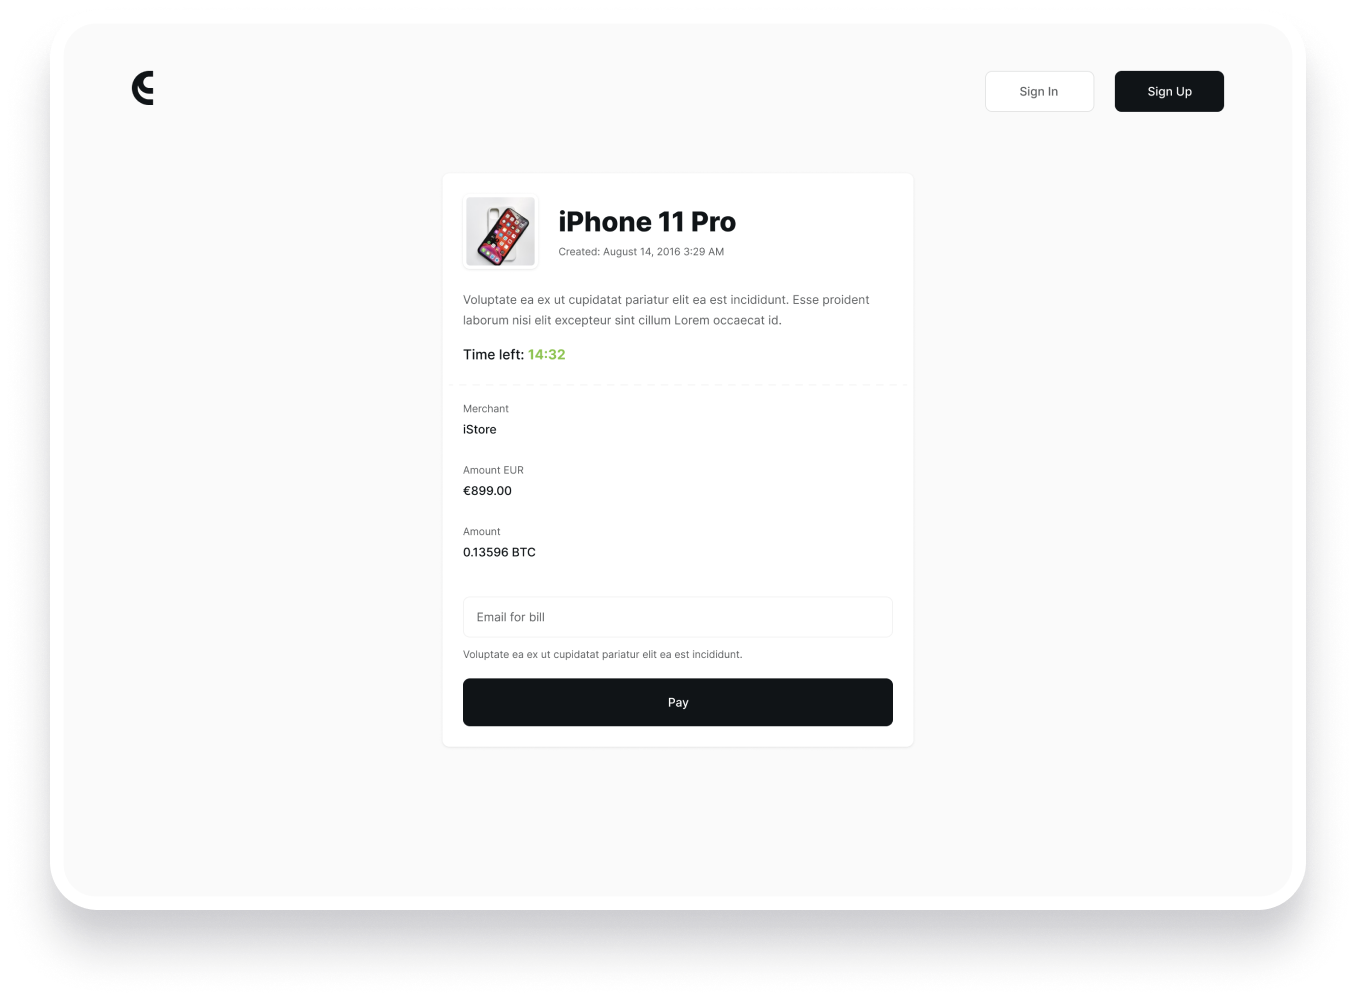 Sign In
Sign Up
iPhone 11 Pro
Created: August 14, 2016 3:29 AM
Voluptate ea ex ut cupidatat pariatur elit ea est incididunt. Esse proident
laborum nisi elit excepteur sint cillum Lorem occaecat id.
Time left: 14:32
Merchant
iStore
Amount EUR
€899.00
Amount
0.13596 BTC
Email for bill
Voluptate ea ex ut cupidatat pariatur elit ea est incididunt.
Pay